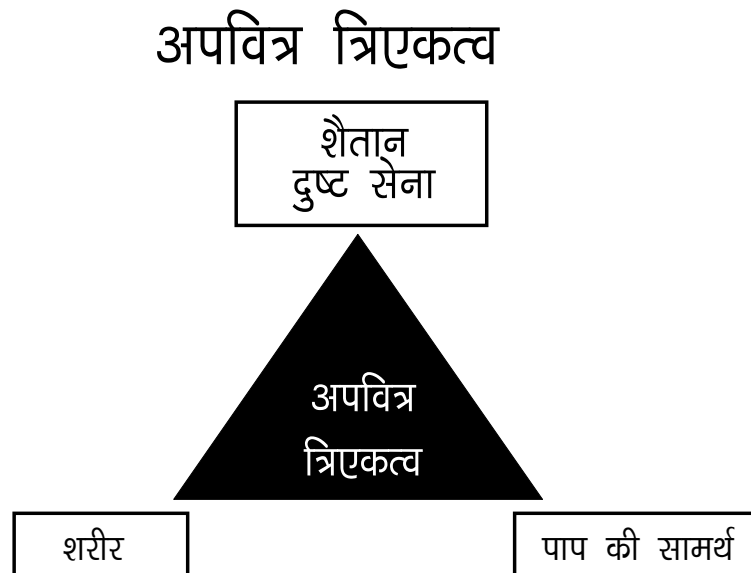 अपवित्र त्रिएकत्व
शैतान
दुष्ट सेना
अपवित्र
त्रिएकत्व
शरीर
पाप की सामर्थ